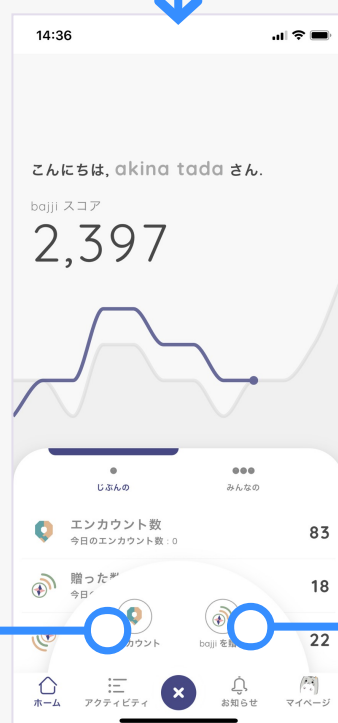 14:36
こんにちは, akina tada さん.
bajji スコア
2,397
じぶんの
みんなの
エンカウント数
今日のエンカウント数 : 0
83
贈った
18
カウント
bajji を
22
ホーム
アクティビティ
お知らせ
マイページ